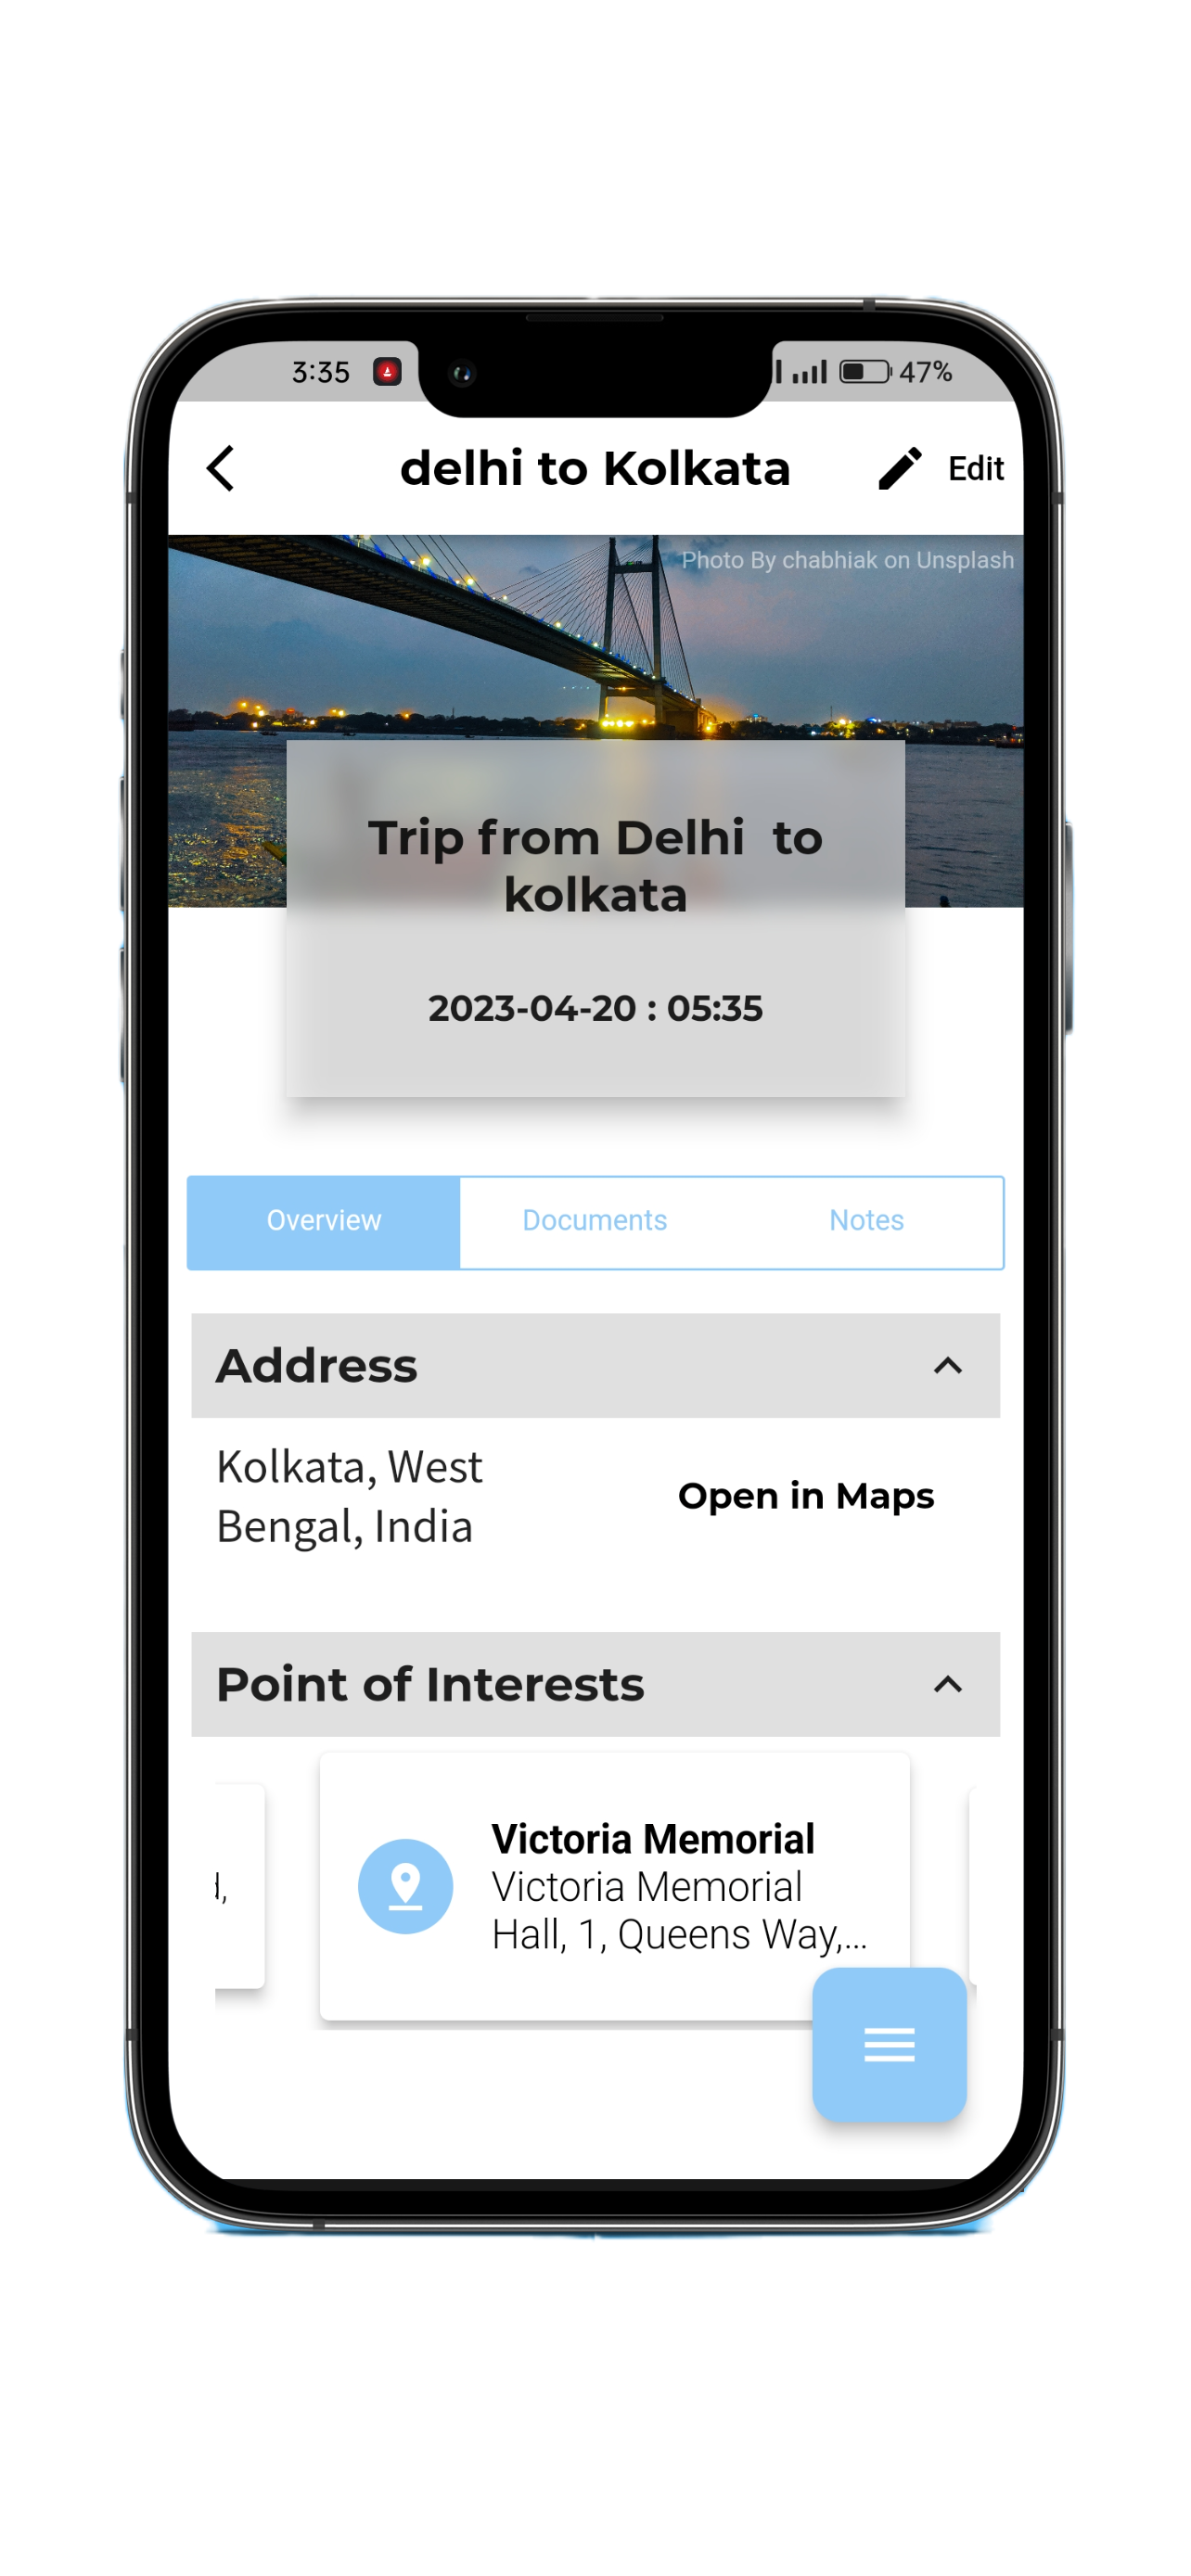 3:35
47%
delhi to Kolkata
Edit
Photo By chabhiak on Unsplash
Trip from Delhi  to
kolkata
2023-04-20 : 05:35
Overview
Documents
Notes
Address
Kolkata, West
Bengal, India
Open in Maps
Point of Interests
Victoria Memorial
Victoria Memorial
Hall, 1, Queens Way,...